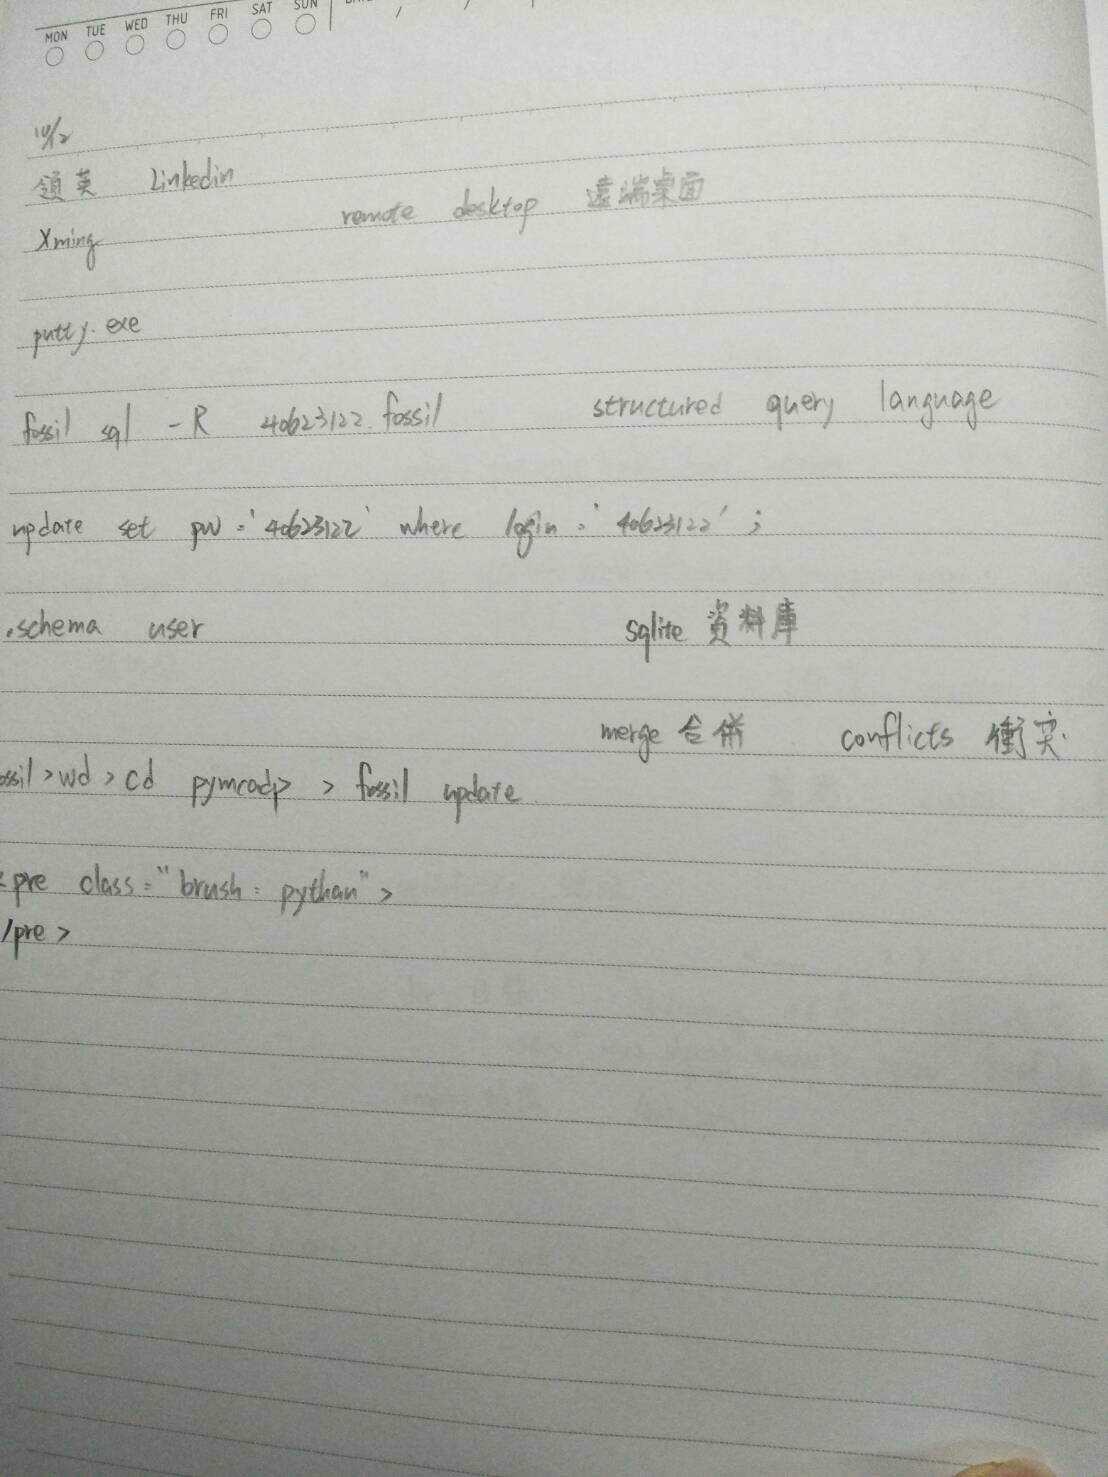 MON TUE WED THU FRI SAT SUN
10/12
領英 Linkedin
Xming remote desktop 遠端桌面
putty.exe
fossil sql -R 40623122.fossil structured query language
update set pw = '40623122' where login = '40623122' ;
.schema user sqlite 資料庫
merge 合併 conflicts 衝突
ossil > wd > cd pymcadp > fossil update
<pre class="brush: python">
/pre >